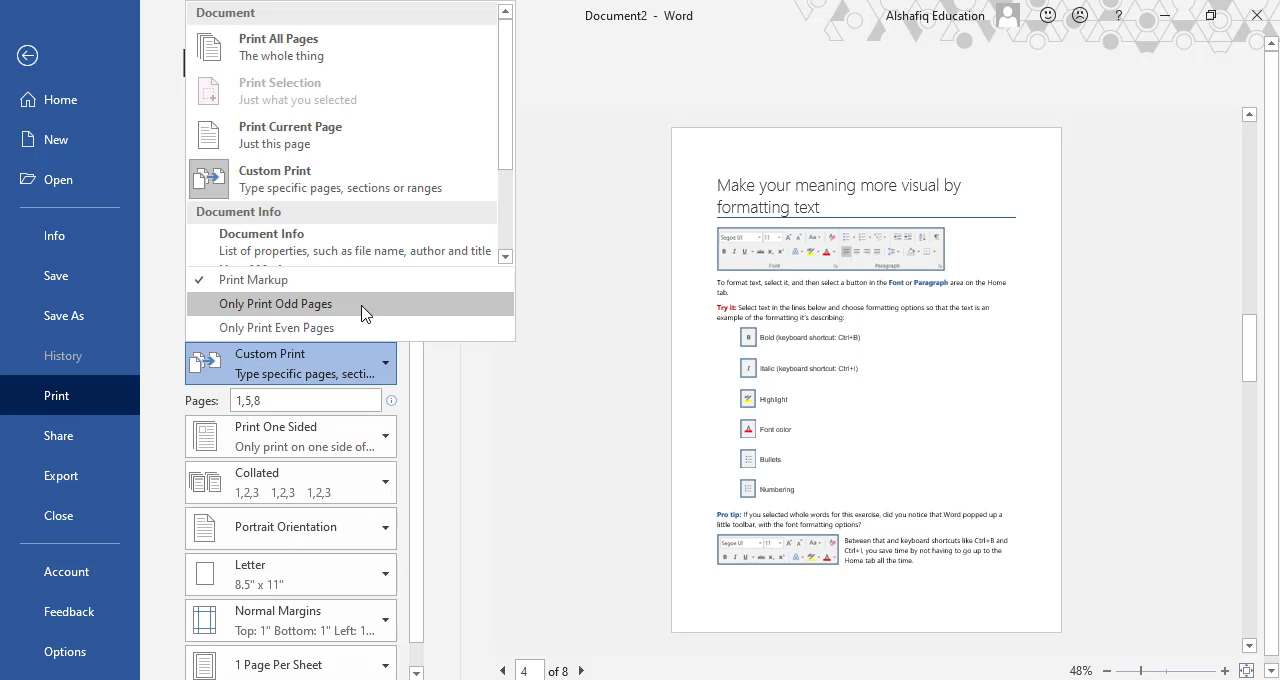 Document2 - Word
Alshafiq Education
?
Home
New
Open
Info
Save
Save As
History
Print
Share
Export
Close
Account
Feedback
Options
Document
Print All Pages
The whole thing
Print Selection
Just what you selected
Print Current Page
Just this page
Custom Print
Type specific pages, sections or ranges
Document Info
Document Info
List of properties, such as file name, author and title
Print Markup
Only Print Odd Pages
Only Print Even Pages
Custom Print
Type specific pages, secti...
Pages: 1,5,8
Print One Sided
Only print on one side of...
Collated
1,2,3 1,2,3 1,2,3
Portrait Orientation
Letter
8.5" x 11"
Normal Margins
Top: 1" Bottom: 1" Left: 1...
1 Page Per Sheet
Make your meaning more visual by
formatting text
Segoe UI 11
Font Paragraph
To format text, select it, and then select a button in the Font or Paragraph area on the Home
tab.
Try it: Select text in the lines below and choose formatting options so that the text is an
example of the formatting it's describing:
Bold (keyboard shortcut: Ctrl+B)
Italic (keyboard shortcut: Ctrl+I)
Highlight
Font color
Bullets
Numbering
Pro tip: If you selected whole words for this exercise, did you notice that Word popped up a
little toolbar, with the font formatting options?
Segoe UI 11
Between that and keyboard shortcuts like Ctrl+B and
Ctrl+I, you save time by not having to go up to the
Home tab all the time.
4 of 8
48%